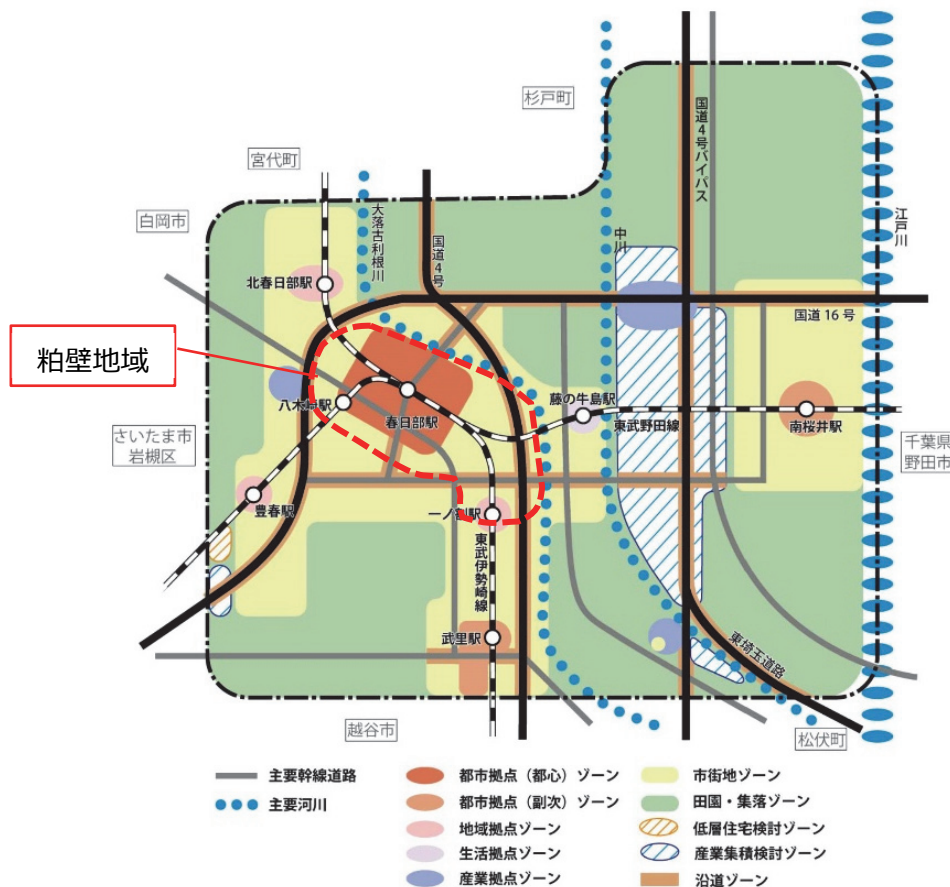 杉戸町
宮代町
白岡市
大落古利根川
国道4号
国道4号バイパス
中川
江戸川
北春日部駅
国道16号
粕壁地域
八木崎駅
春日部駅
藤の牛島駅
東武野田線
南桜井駅
さいたま市
岩槻区
千葉県
野田市
豊春駅
一ノ割駅
東武伊勢崎線
武里駅
東埼玉道路
越谷市
松伏町
主要幹線道路
主要河川
都市拠点（都心）ゾーン
都市拠点（副次）ゾーン
地域拠点ゾーン
生活拠点ゾーン
産業拠点ゾーン
市街地ゾーン
田園・集落ゾーン
低層住宅検討ゾーン
産業集積検討ゾーン
沿道ゾーン